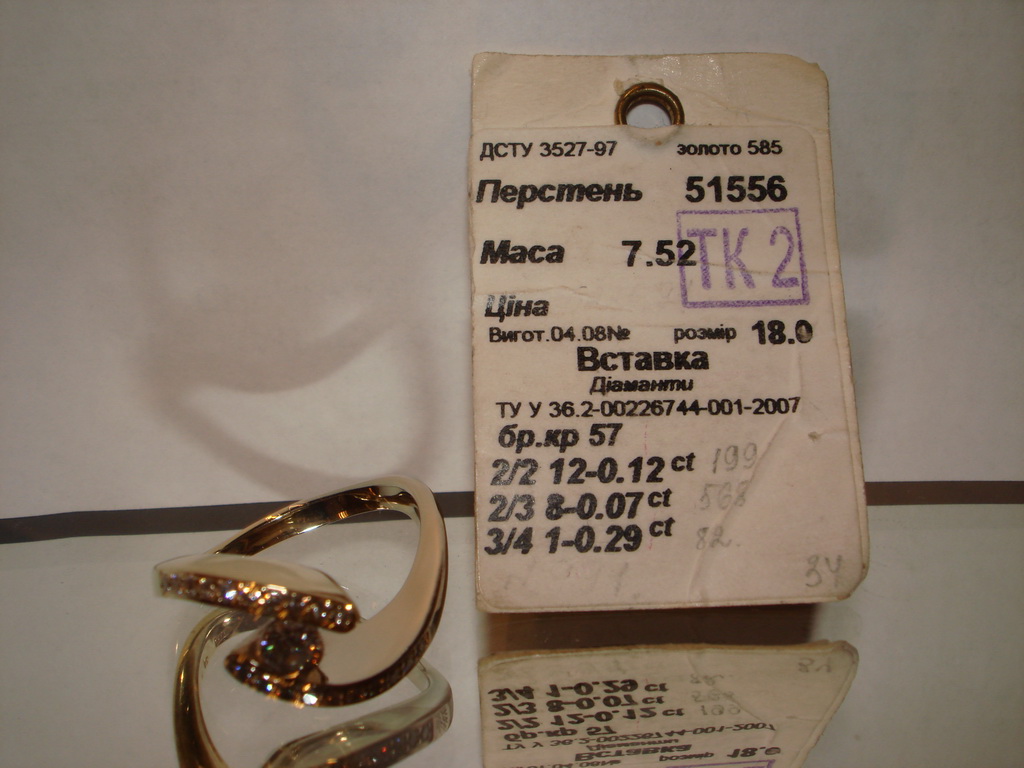 ДСТУ 3527-97 золото 585
Перстень 51556
Маса 7.52
ТК 2
Ціна
Вигот.04.08№ розмір 18.0
Вставка
Діаманти
ТУ У 36.2-00226744-001-2007
бр.кр 57
2/2 12-0.12 ct 199
2/3 8-0.07 ct
3/4 1-0.29 ct 82